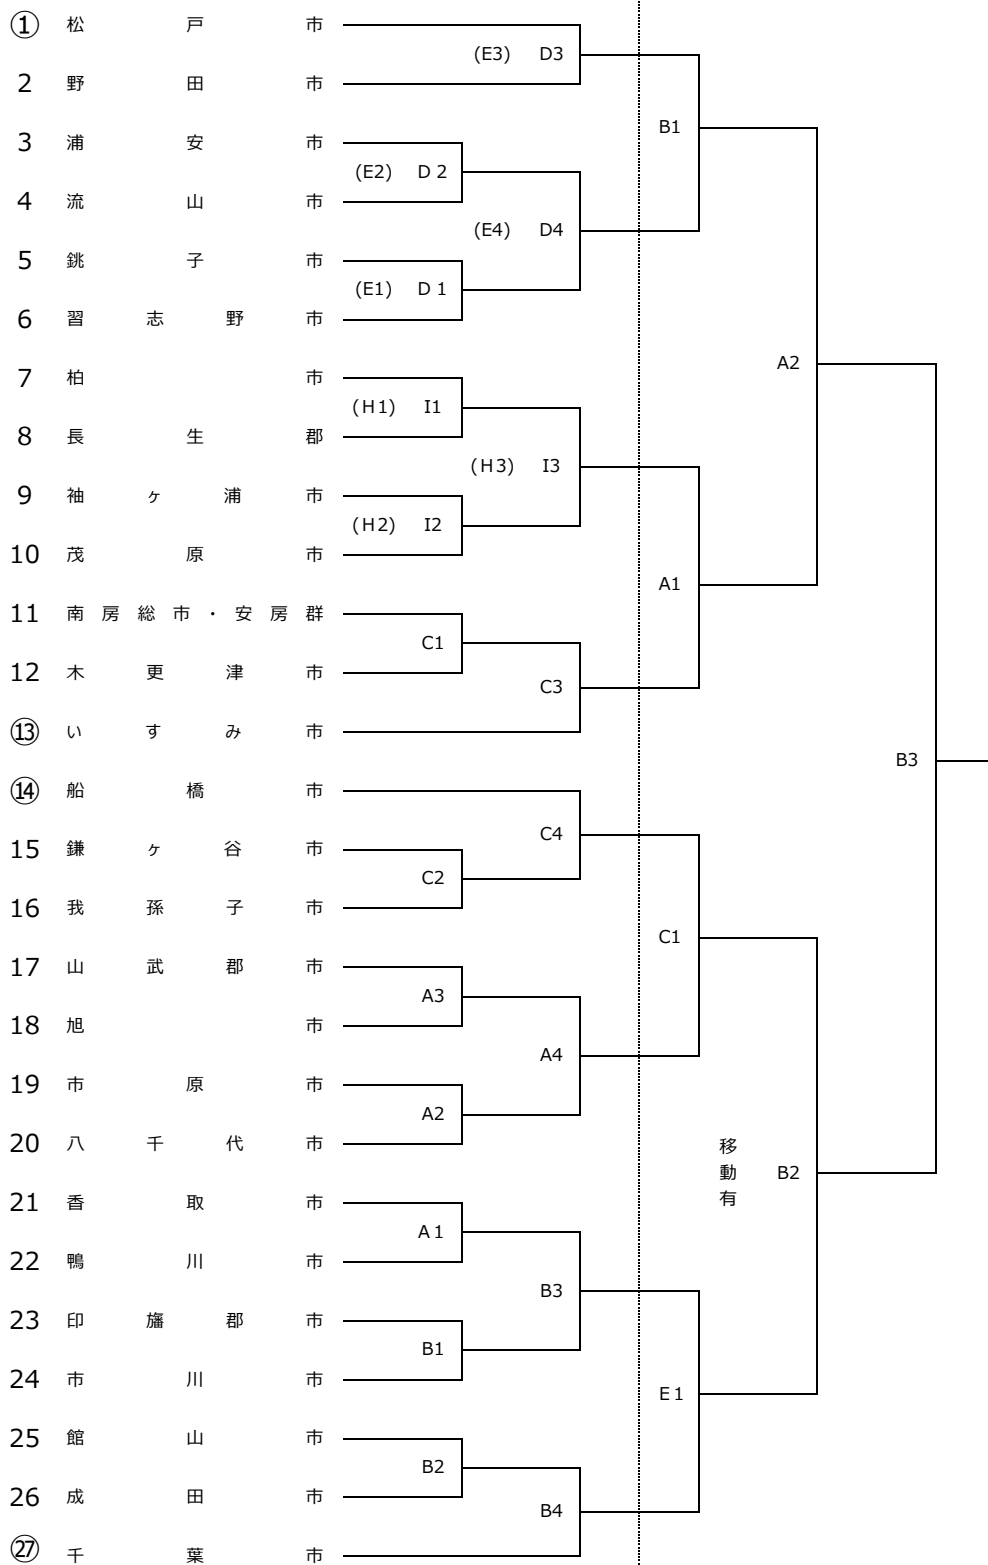 ① 松戸市
(E3) D3
2 野田市
B1
3 浦安市
(E2) D 2
4 流山市
(E4) D4
5 銚子市
(E1) D 1
6 習志野市
A2
7 柏市
(H1) I1
8 長生郡
(H3) I3
9 袖ヶ浦市
(H2) I2
10 茂原市
A1
11 南房総市・安房群
C1
12 木更津市
C3
⑬ いすみ市
B3
⑭ 船橋市
C4
15 鎌ヶ谷市
C2
16 我孫子市
C1
17 山武郡市
A3
18 旭市
A4
19 市原市
A2
20 八千代市
移動有 B2
21 香取市
A 1
22 鴨川市
B3
23 印旛郡市
B1
24 市川市
E 1
25 館山市
B2
26 成田市
B4
㉗ 千葉市